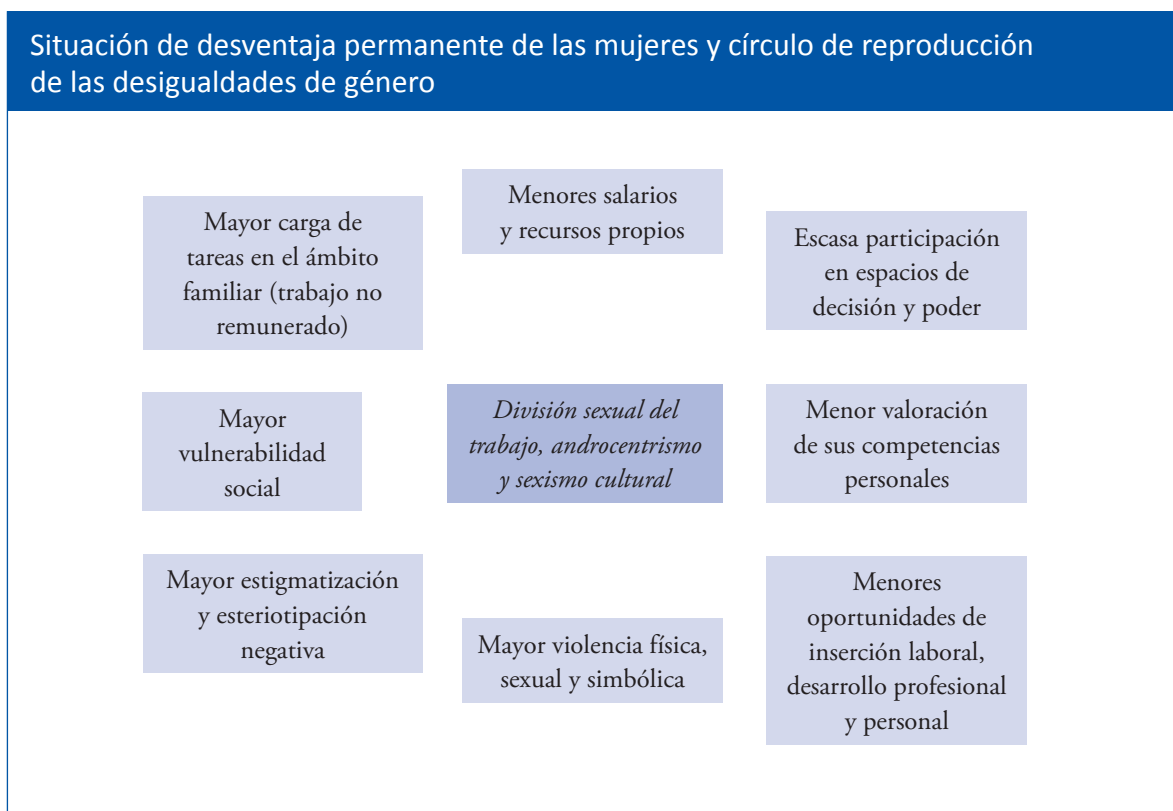 Situación de desventaja permanente de las mujeres y círculo de reproducción
de las desigualdades de género
Mayor carga de
tareas en el ámbito
familiar (trabajo no
remunerado)
Menores salarios
y recursos propios
Escasa participación
en espacios de
decisión y poder
Mayor
vulnerabilidad
social
División sexual del
trabajo, androcentrismo
y sexismo cultural
Menor valoración
de sus competencias
personales
Mayor estigmatización
y esteriotipación
negativa
Mayor violencia física,
sexual y simbólica
Menores
oportunidades de
inserción laboral,
desarrollo profesional
y personal